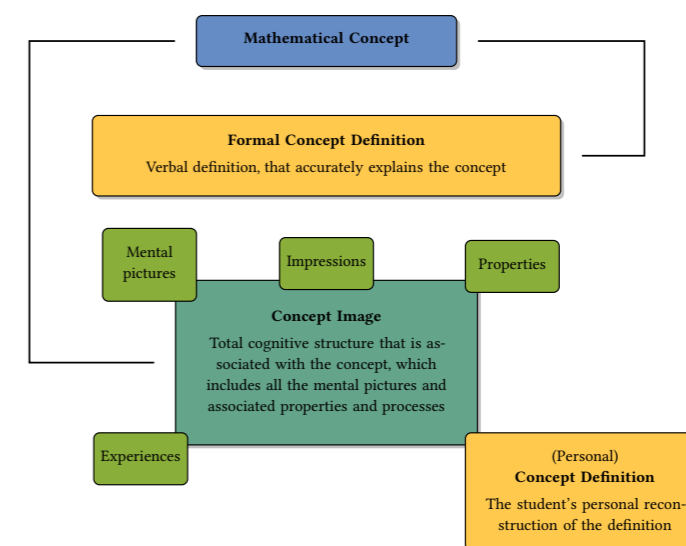 Mathematical Concept
Formal Concept Definition
Verbal definition, that accurately explains the concept
Mental
pictures
Impressions
Properties
Concept Image
Total cognitive structure that is as-
sociated with the concept, which
includes all the mental pictures and
associated properties and processes
Experiences
(Personal)
Concept Definition
The student's personal recon-
struction of the definition